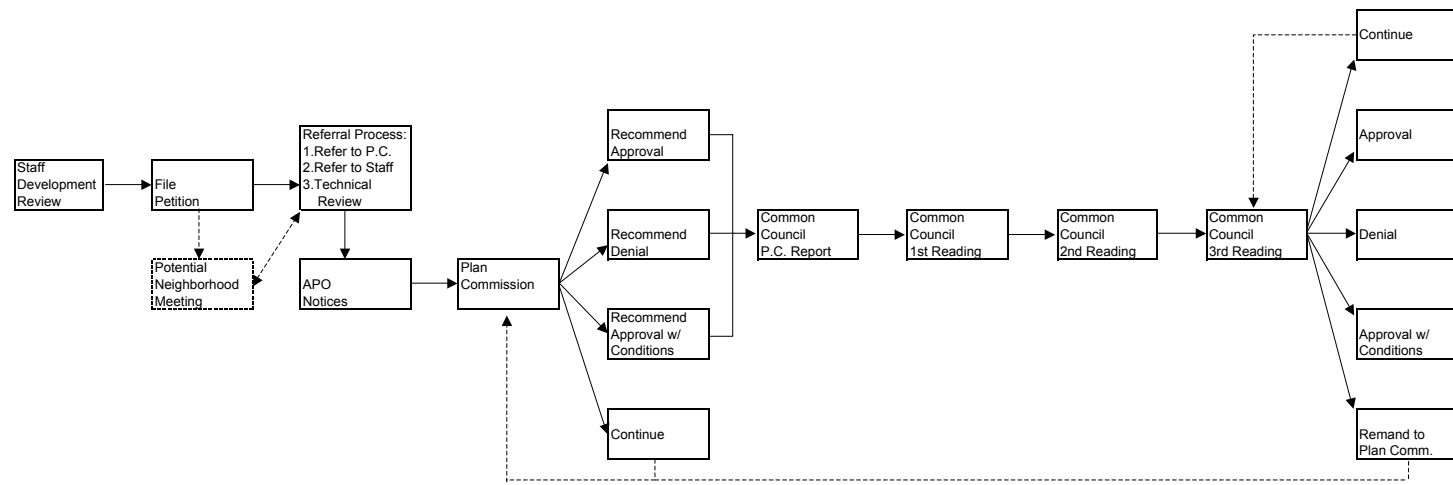 Staff
Development
Review
File
Petition
Potential
Neighborhood
Meeting
Referral Process:
1.Refer to P.C.
2.Refer to Staff
3.Technical
Review
APO
Notices
Plan
Commission
Recommend
Approval
Recommend
Denial
Recommend
Approval w/
Conditions
Continue
Common
Council
P.C. Report
Common
Council
1st Reading
Common
Council
2nd Reading
Common
Council
3rd Reading
Continue
Approval
Denial
Approval w/
Conditions
Remand to
Plan Comm.